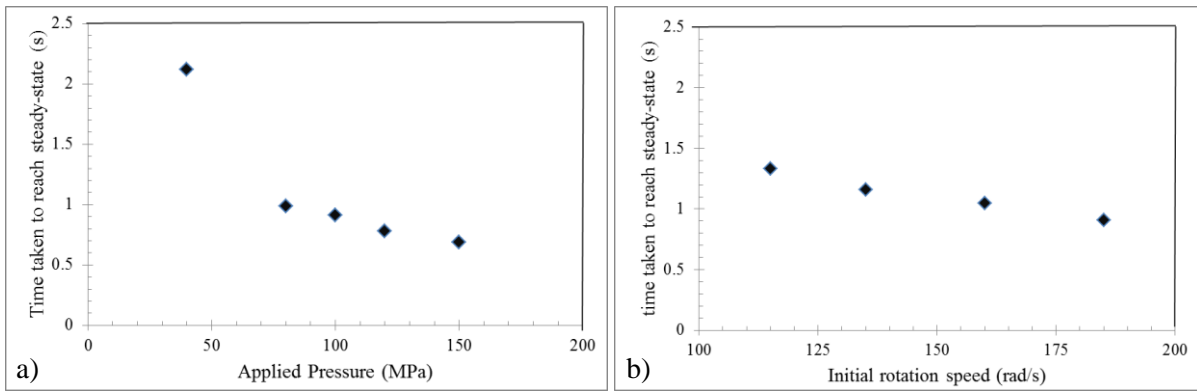 2.5
2
1.5
1
0.5
0
Time taken to reach steady-state (s)
0 50 100 150 200
Applied Pressure (MPa)
a)
2.5
2
1.5
1
0.5
0
time taken to reach steady-state (s)
100 125 150 175 200
Initial rotation speed (rad/s)
b)